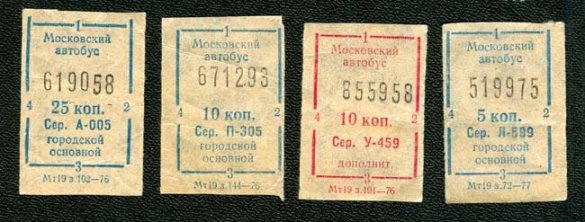 1
Московский
автобус
619058
4 2
25 коп.
Сер. А-005
городской
основной
3
Мт19 з.102—76
1
Московский
автобус
671293
4 2
10 коп.
Сер. П-305
городской
основной
3
Мт19 з.144—76
1
Московский
автобус
855958
4 2
10 коп.
Сер. У-459
дополнит.
3
Мт19 з.101—76
1
Московский
автобус
519975
4 2
5 коп.
Сер.
городской
основной
3
Мт19 з.72—77